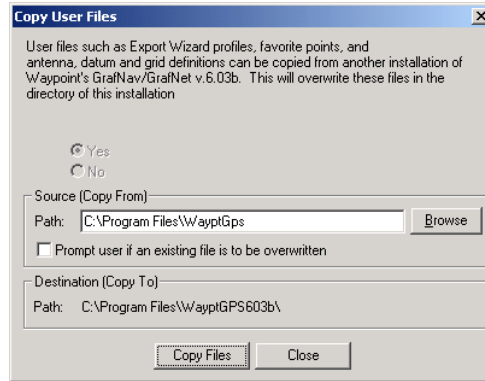 Copy User Files
User files such as Export Wizard profiles, favorite points, and
antenna, datum and grid definitions can be copied from another installation of
Waypoint's GrafNav/GrafNet v.6.03b. This will overwrite these files in the
directory of this installation
Yes
No
Source (Copy From)
Path: C:\Program Files\WayptGps Browse
Prompt user if an existing file is to be overwritten
Destination (Copy To)
Path: C:\Program Files\WayptGPS603b\
Copy Files Close